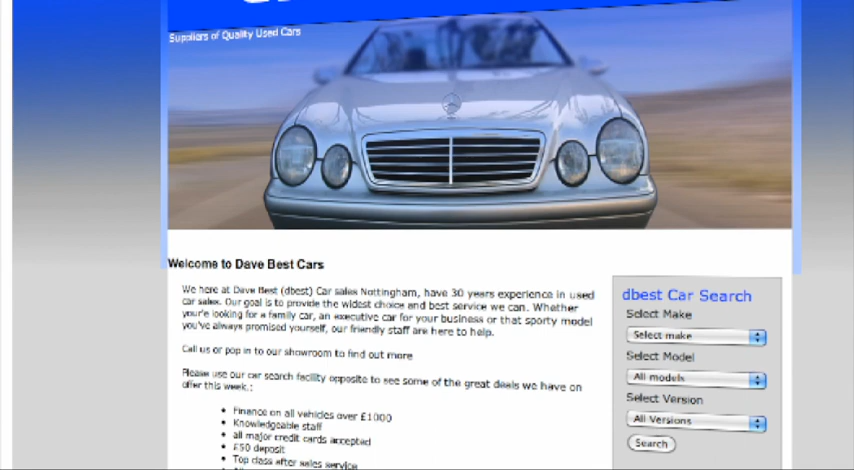 Suppliers of Quality Used Cars
Welcome to Dave Best Cars
We here at Dave Best (dbest) Car sales Nottingham, have 30 years experience in used
car sales. Our goal is to provide the widest choice and best service we can. Whether
you're looking for a family car, an executive car for your business or that sporty model
you've always promised yourself, our friendly staff are here to help.
Call us or pop in to our showroom to find out more
Please use our car search facility opposite to see some of the great deals we have on
offer this week.:
• Finance on all vehicles over £1000
• Knowledgeable staff
• all major credit cards accepted
• £50 deposit
• Top class after sales service
dbest Car Search
Select Make
Select make
Select Model
All models
Select Version
All Versions
Search